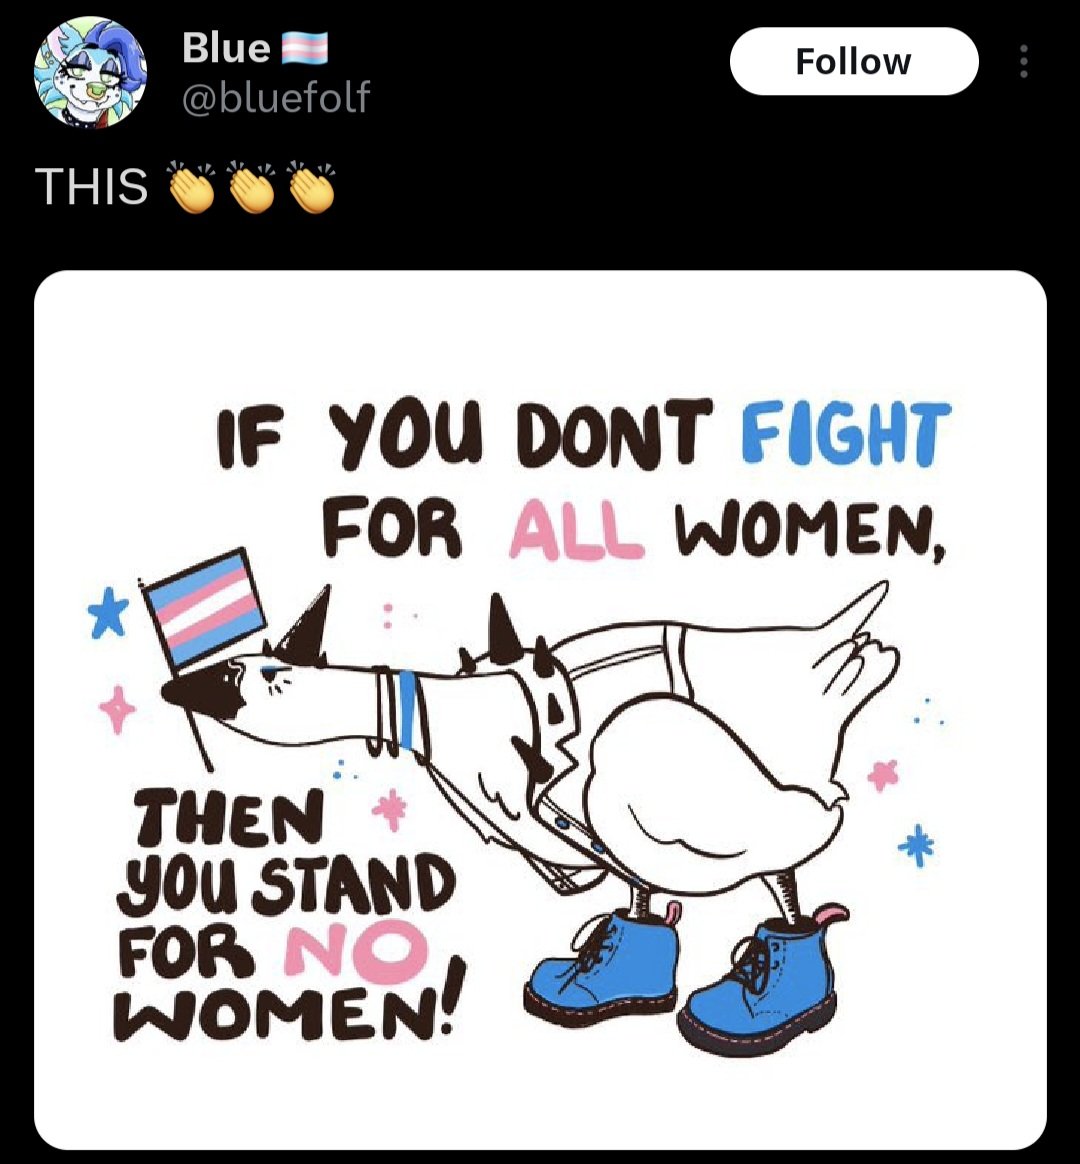 Blue 🏳️‍⚧️
@bluefolf
Follow
THIS 👏👏👏
IF YOU DONT FIGHT
FOR ALL WOMEN,
THEN
YOU STAND
FOR NO
WOMEN!